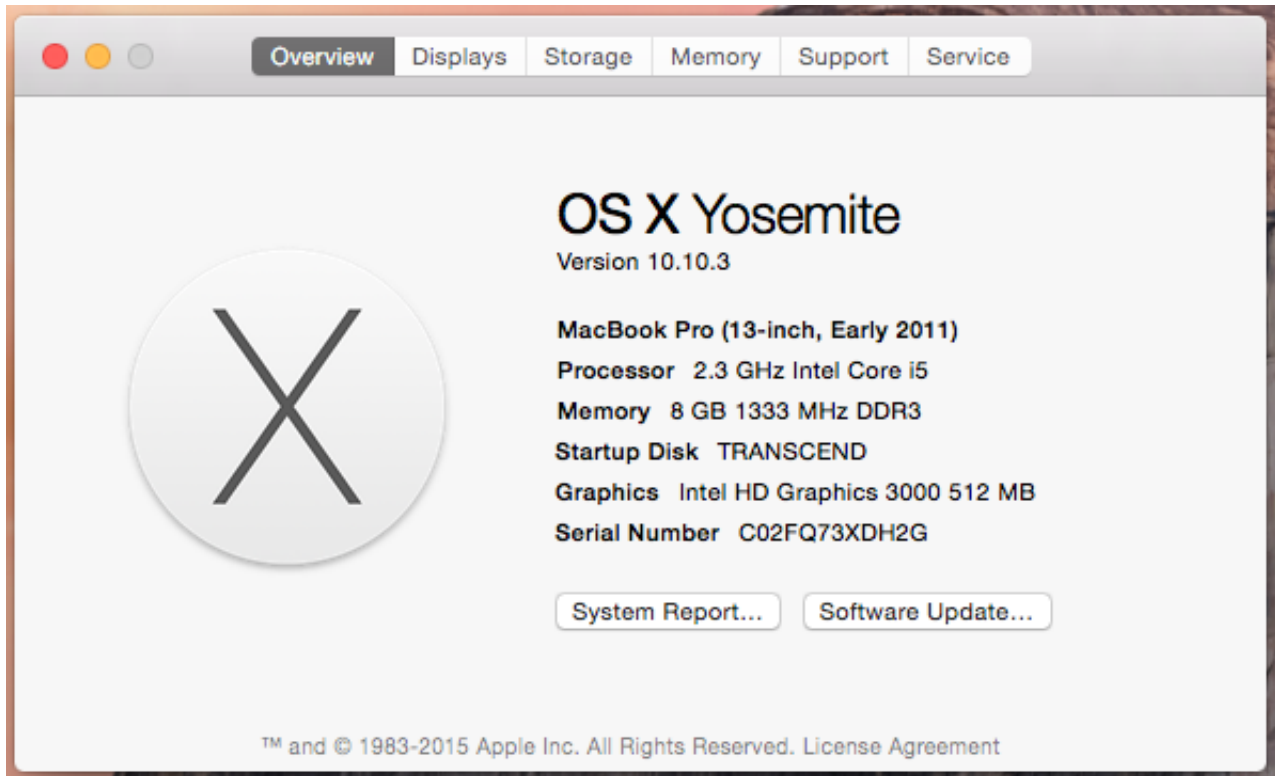 Overview Displays Storage Memory Support Service
OS X Yosemite
Version 10.10.3
MacBook Pro (13-inch, Early 2011)
Processor 2.3 GHz Intel Core i5
Memory 8 GB 1333 MHz DDR3
Startup Disk TRANSCEND
Graphics Intel HD Graphics 3000 512 MB
Serial Number C02FQ73XDH2G
System Report... Software Update...
™ and © 1983-2015 Apple Inc. All Rights Reserved. License Agreement